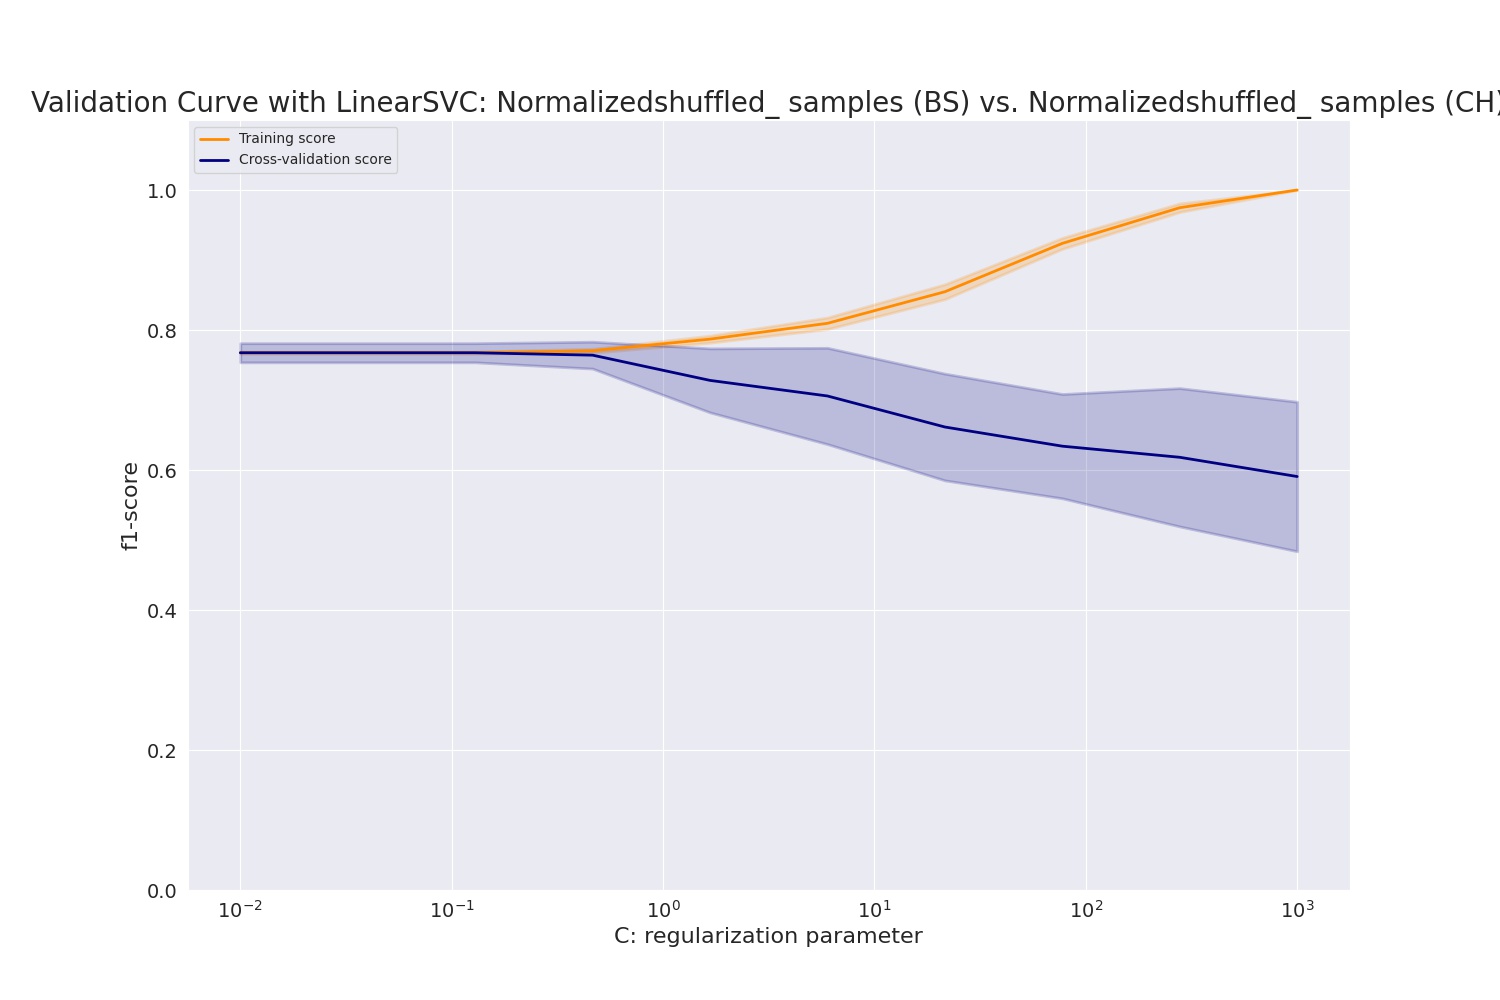 Validation Curve with LinearSVC: Normalizedshuffled_ samples (BS) vs. Normalizedshuffled_ samples (CH)
Training score
Cross-validation score
1.0
0.8
0.6
0.4
0.2
0.0
f1-score
10⁻² 10⁻¹ 10⁰ 10¹ 10² 10³
C: regularization parameter